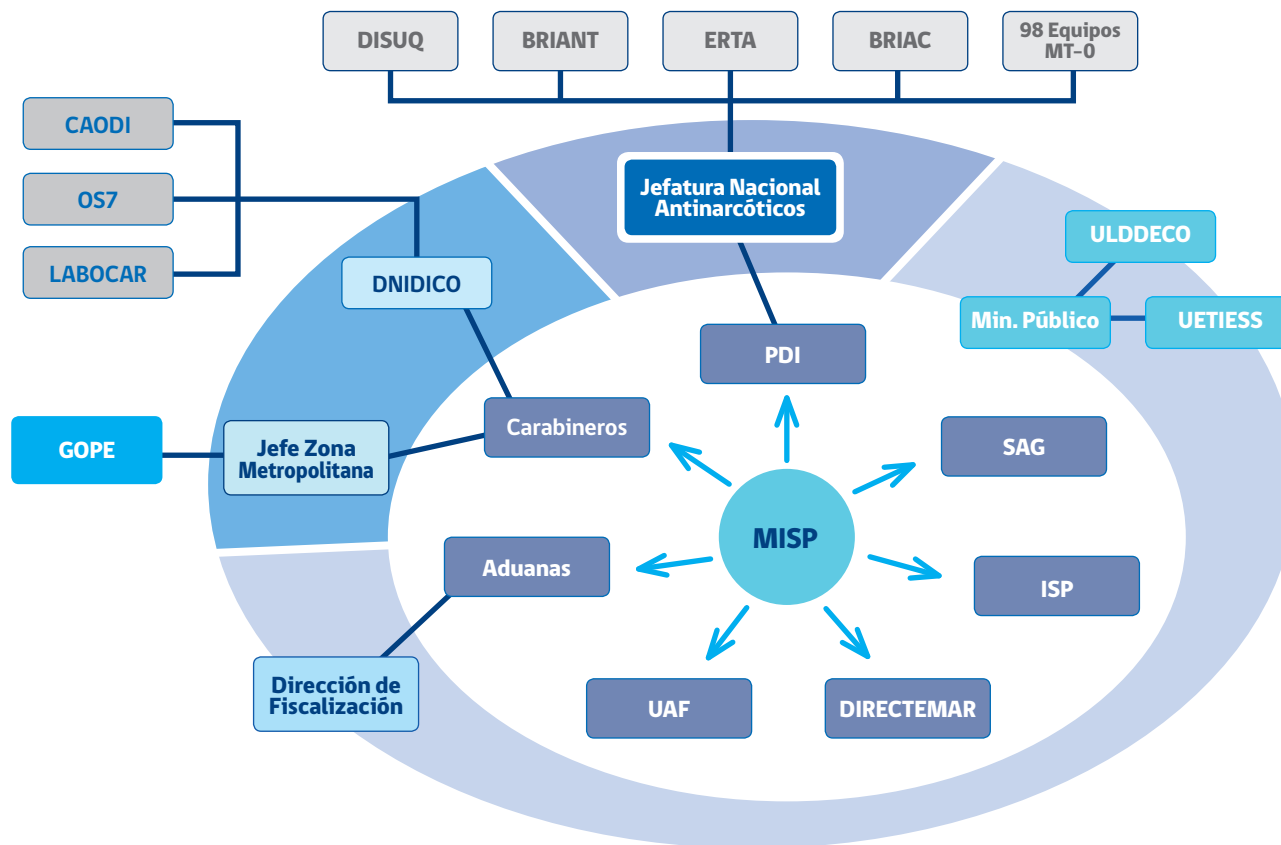 DISUQ
BRIANT
ERTA
BRIAC
98 Equipos
MT-0
CAODI
OS7
LABOCAR
Jefatura Nacional
Antinarcóticos
DNIDICO
ULDDECO
Min. Público
UETIESS
PDI
Carabineros
SAG
GOPE
Jefe Zona
Metropolitana
MISP
Aduanas
ISP
Dirección de
Fiscalización
UAF
DIRECTEMAR